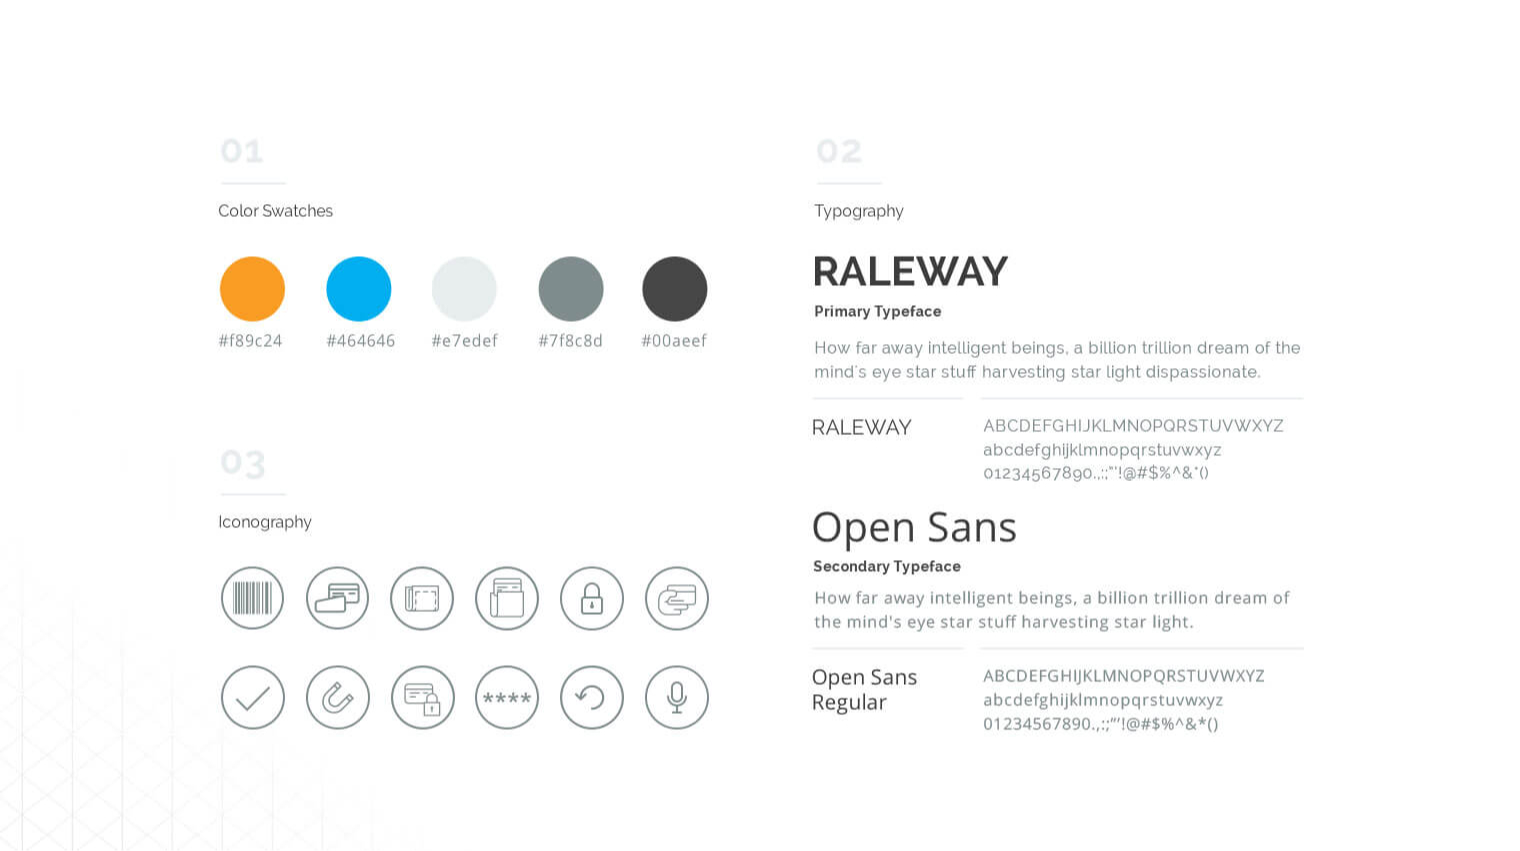 01
Color Swatches
#f89c24 #464646 #e7edef #7f8c8d #00aeef
02
Typography
RALEWAY
Primary Typeface
How far away intelligent beings, a billion trillion dream of the
mind's eye star stuff harvesting star light dispassionate.
RALEWAY
ABCDEFGHIJKLMNOPQRSTUVWXYZ
abcdefghijklmnopqrstuvwxyz
01234567890.,:;"'!@#$%^&*()
Open Sans
Secondary Typeface
How far away intelligent beings, a billion trillion dream of
the mind's eye star stuff harvesting star light.
Open Sans
Regular
ABCDEFGHIJKLMNOPQRSTUVWXYZ
abcdefghijklmnopqrstuvwxyz
01234567890.,:;“’!@#$%^&*()
03
Iconography
****